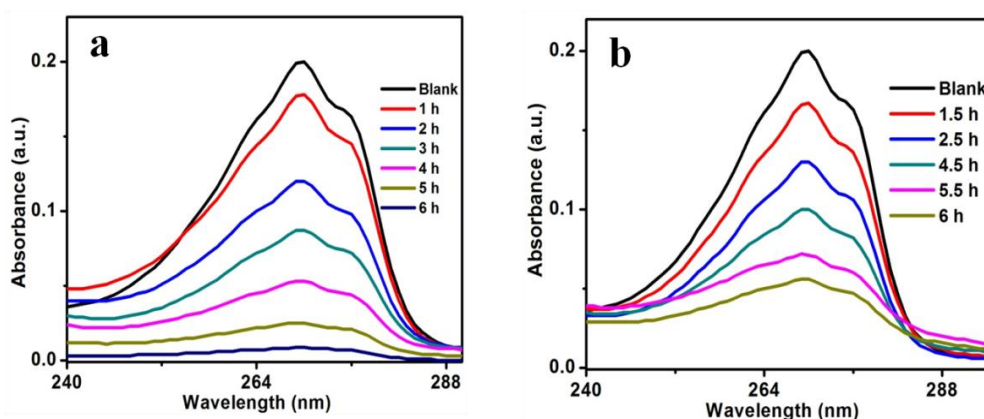 a
0.2
0.1
0.0
Absorbance (a.u.)
Blank
1 h
2 h
3 h
4 h
5 h
6 h
240
264
288
Wavelength (nm)
b
0.2
0.1
0.0
Absorbance (a.u.)
Blank
1.5 h
2.5 h
4.5 h
5.5 h
6 h
240
264
288
Wavelength (nm)